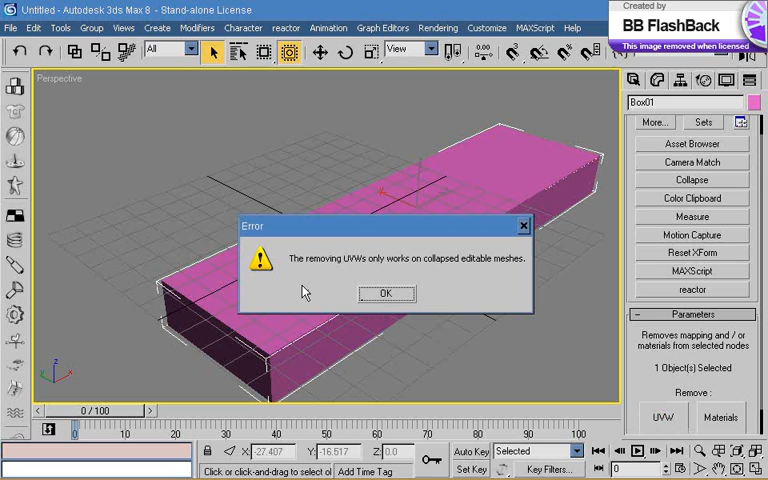 Untitled - Autodesk 3ds Max 8 - Stand-alone License
Created by
BB FlashBack
This image removed when licensed
File Edit Tools Group Views Create Modifiers Character reactor Animation Graph Editors Rendering Customize MAXScript Help
All
View
Perspective
Box01
More...
Sets
Asset Browser
Camera Match
Collapse
Color Clipboard
Measure
Motion Capture
Reset XForm
MAXScript
reactor
Error
The removing UVWs only works on collapsed editable meshes.
OK
Parameters
Removes mapping and / or
materials from selected nodes
1 Object(s) Selected
Remove :
UVW
Materials
z
x
0 / 100
0 10 20 30 40 50 60 70 80 90 100
X: -27.407 Y: -16.517 Z: 0.0
Auto Key
Selected
Click or click-and-drag to select ol
Add Time Tag
Set Key
Key Filters...
0